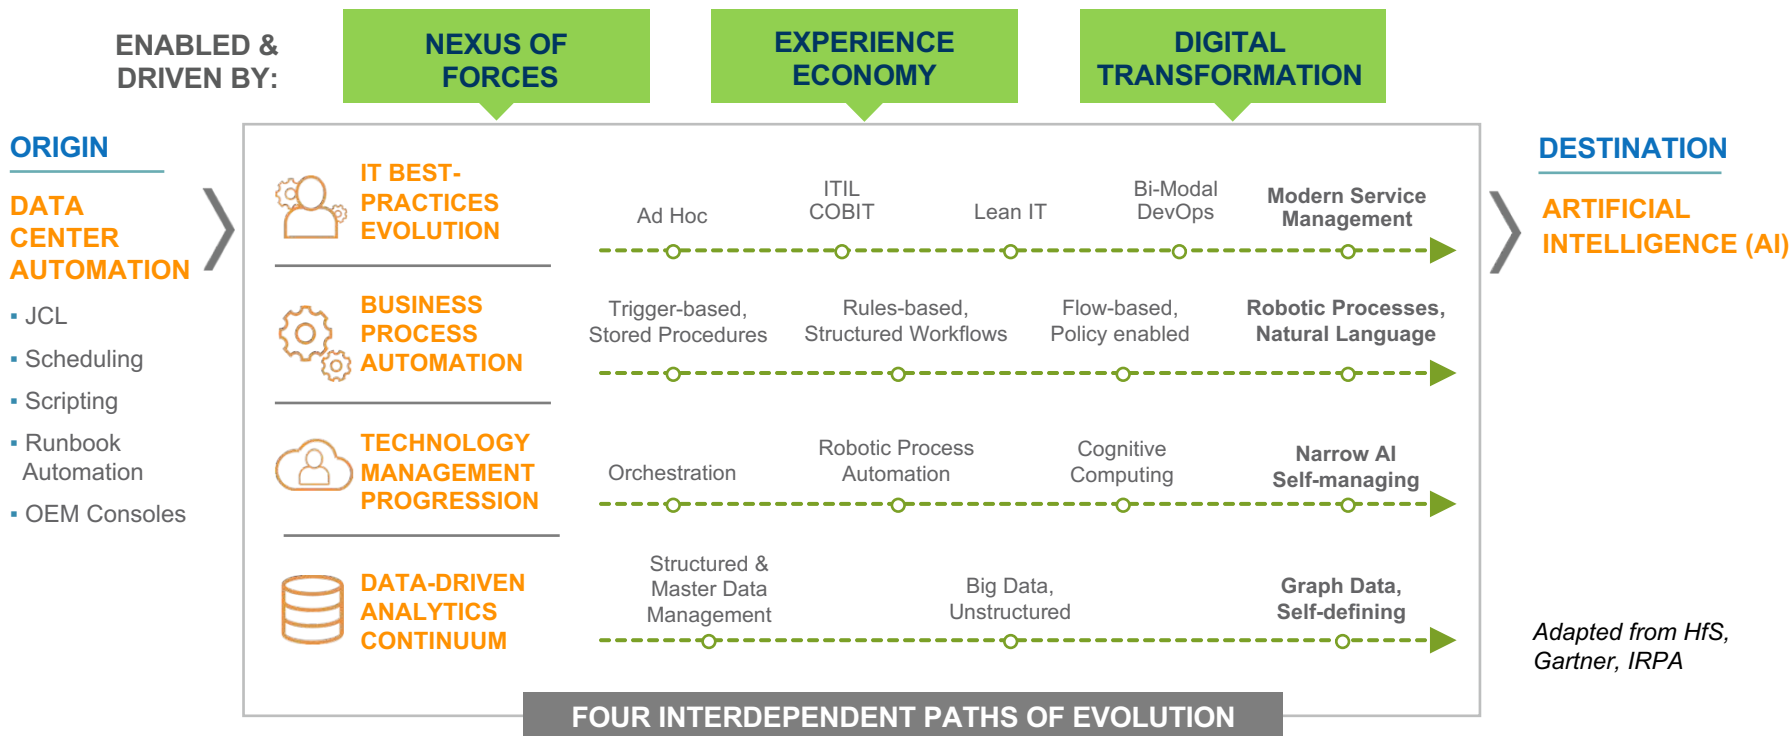 ENABLED &
DRIVEN BY:
NEXUS OF
FORCES
EXPERIENCE
ECONOMY
DIGITAL
TRANSFORMATION
ORIGIN
DATA
CENTER
AUTOMATION
▪ JCL
▪ Scheduling
▪ Scripting
▪ Runbook
Automation
▪ OEM Consoles
IT BEST-
PRACTICES
EVOLUTION
Ad Hoc
ITIL
COBIT
Lean IT
Bi-Modal
DevOps
Modern Service
Management
BUSINESS
PROCESS
AUTOMATION
Trigger-based,
Stored Procedures
Rules-based,
Structured Workflows
Flow-based,
Policy enabled
Robotic Processes,
Natural Language
TECHNOLOGY
MANAGEMENT
PROGRESSION
Orchestration
Robotic Process
Automation
Cognitive
Computing
Narrow AI
Self-managing
DATA-DRIVEN
ANALYTICS
CONTINUUM
Structured &
Master Data
Management
Big Data,
Unstructured
Graph Data,
Self-defining
FOUR INTERDEPENDENT PATHS OF EVOLUTION
DESTINATION
ARTIFICIAL
INTELLIGENCE (AI)
Adapted from HfS,
Gartner, IRPA